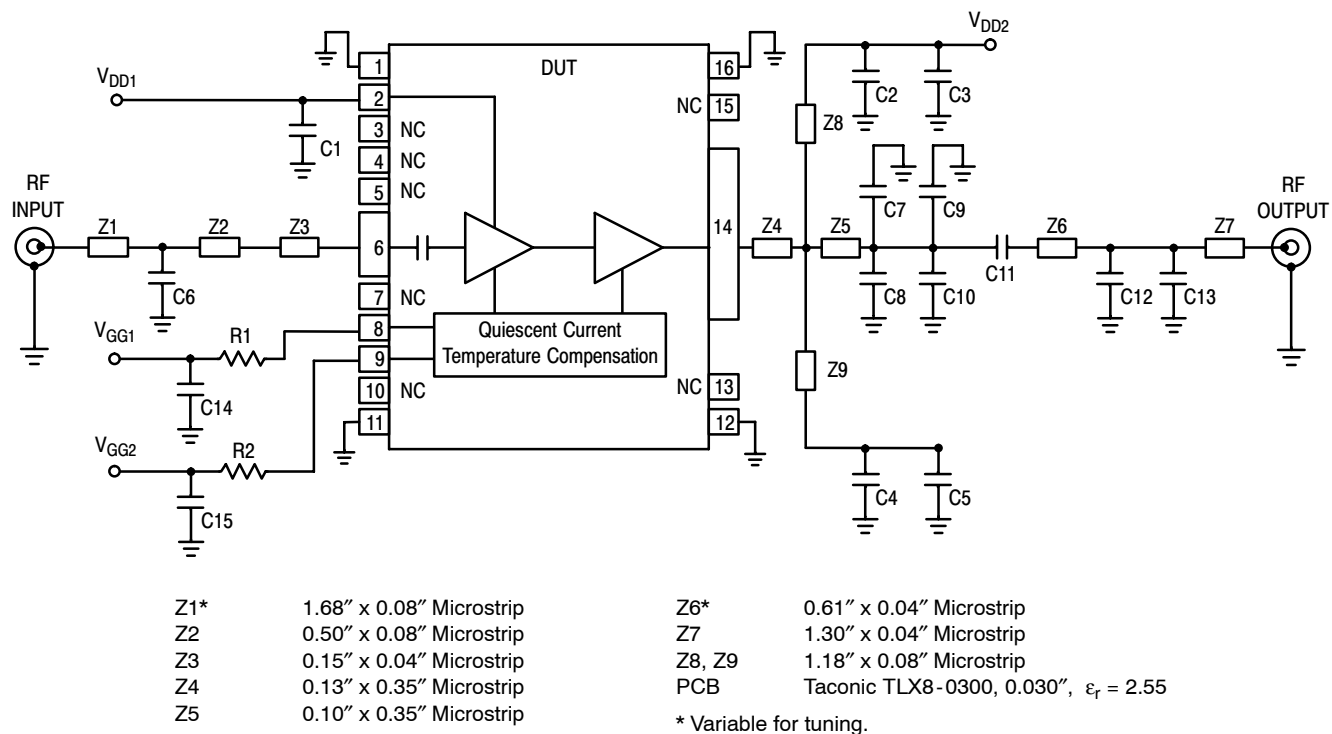 V_DD2
DUT
1
16
V_DD1
2
NC
15
C2
C3
3
NC
Z8
C1
4
NC
5
NC
RF
INPUT
C7
C9
RF
OUTPUT
Z1
Z2
Z3
6
14
Z4
Z5
Z6
Z7
C11
C6
7
NC
C8
C10
C12
C13
V_GG1
R1
8
Quiescent Current
Temperature Compensation
9
C14
10
NC
NC
13
Z9
11
12
V_GG2
R2
C15
C4
C5
Z1* 1.68″ x 0.08″ Microstrip
Z2 0.50″ x 0.08″ Microstrip
Z3 0.15″ x 0.04″ Microstrip
Z4 0.13″ x 0.35″ Microstrip
Z5 0.10″ x 0.35″ Microstrip
Z6* 0.61″ x 0.04″ Microstrip
Z7 1.30″ x 0.04″ Microstrip
Z8, Z9 1.18″ x 0.08″ Microstrip
PCB Taconic TLX8-0300, 0.030″, ε_r = 2.55
* Variable for tuning.